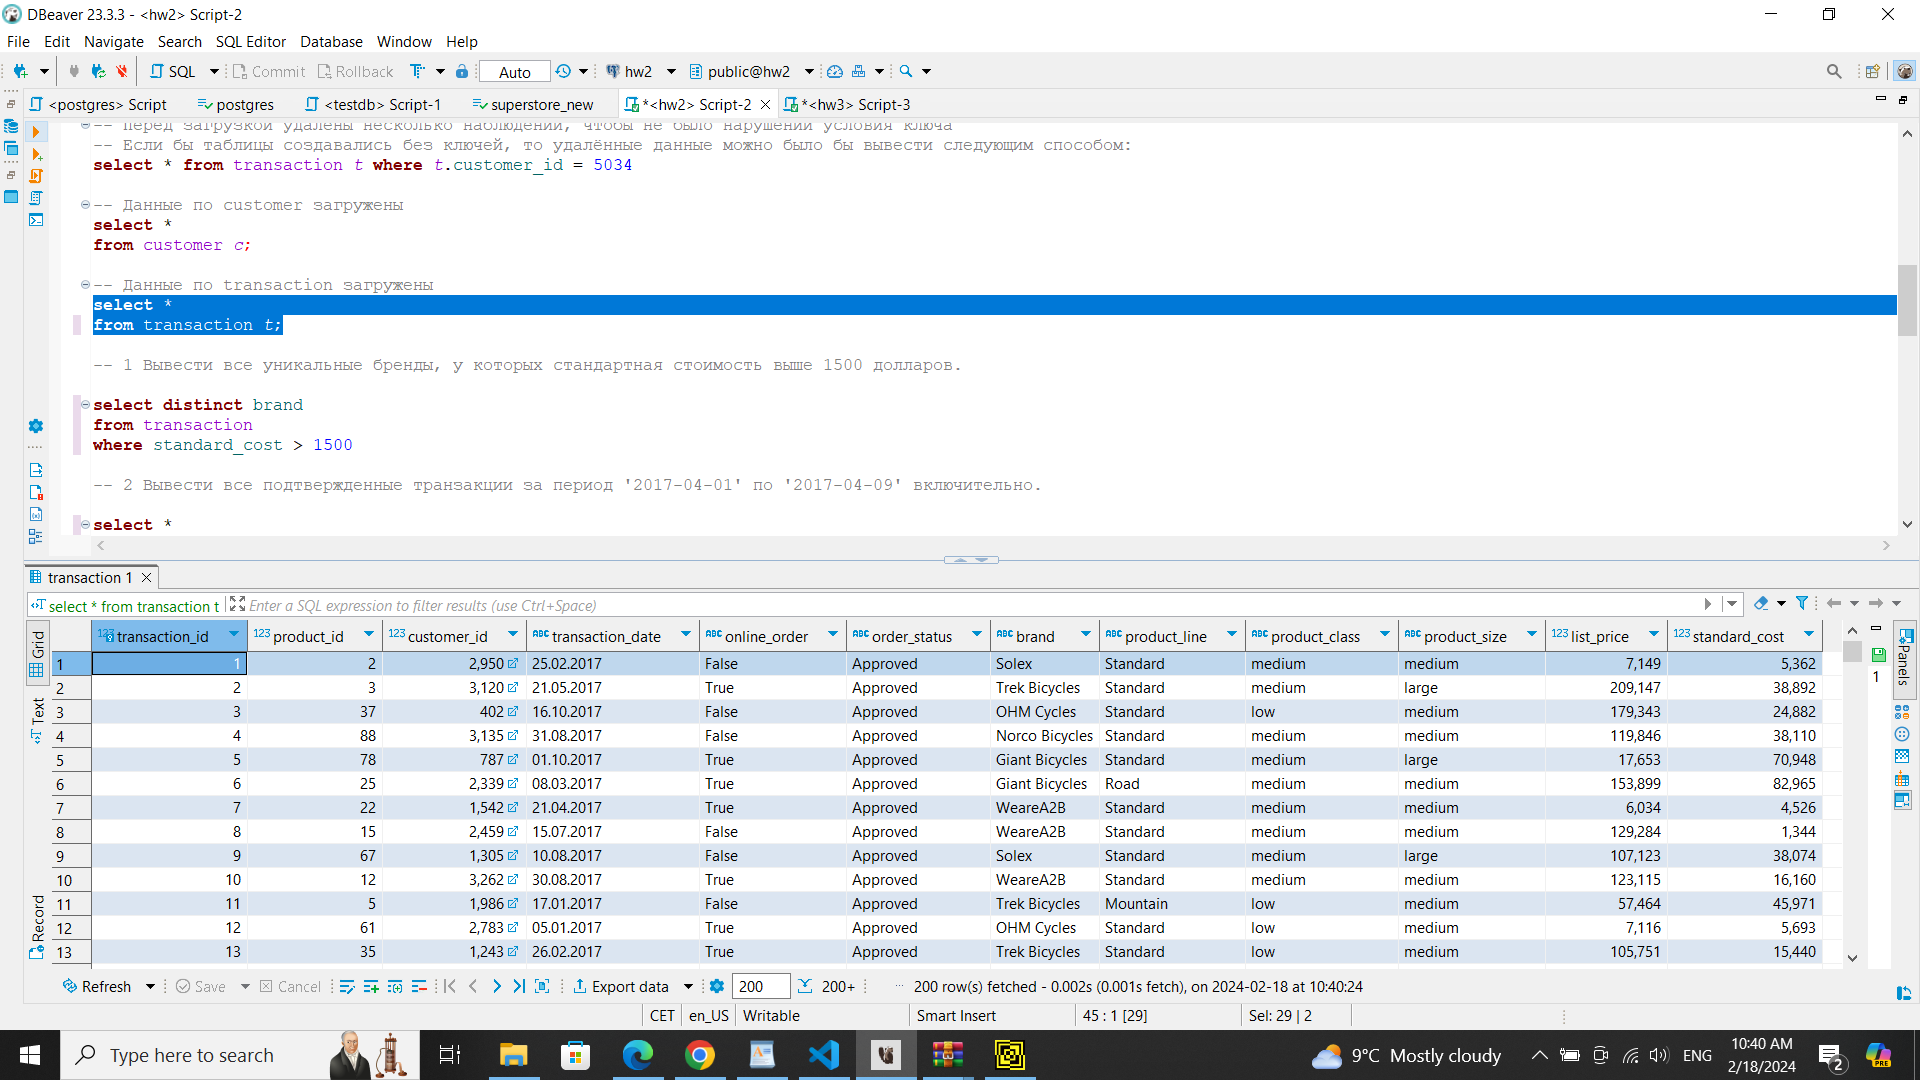 DBeaver 23.3.3 - <hw2> Script-2
File Edit Navigate Search SQL Editor Database Window Help
SQL Commit Rollback Auto hw2 public@hw2
<postgres> Script postgres <testdb> Script-1 superstore_new *<hw2> Script-2 *<hw3> Script-3
-- Перед загрузкой удалены несколько наблюдений, чтобы не было нарушений условия ключа
-- Если бы таблицы создавались без ключей, то удалённые данные можно было бы вывести следующим способом:
select * from transaction t where t.customer_id = 5034
-- Данные по customer загружены
select *
from customer c;
-- Данные по transaction загружены
select *
from transaction t;
-- 1 Вывести все уникальные бренды, у которых стандартная стоимость выше 1500 долларов.
select distinct brand
from transaction
where standard_cost > 1500
-- 2 Вывести все подтвержденные транзакции за период '2017-04-01' по '2017-04-09' включительно.
select *
transaction 1
select * from transaction t Enter a SQL expression to filter results (use Ctrl+Space)
Grid
Text
Record
Panels
1
123 transaction_id 123 product_id 123 customer_id ABC transaction_date ABC online_order ABC order_status ABC brand ABC product_line ABC product_class ABC product_size 123 list_price 123 standard_cost
1 1 2 2,950 25.02.2017 False Approved Solex Standard medium medium 7,149 5,362
2 2 3 3,120 21.05.2017 True Approved Trek Bicycles Standard medium large 209,147 38,892
3 3 37 402 16.10.2017 False Approved OHM Cycles Standard low medium 179,343 24,882
4 4 88 3,135 31.08.2017 False Approved Norco Bicycles Standard medium medium 119,846 38,110
5 5 78 787 01.10.2017 True Approved Giant Bicycles Standard medium large 17,653 70,948
6 6 25 2,339 08.03.2017 True Approved Giant Bicycles Road medium medium 153,899 82,965
7 7 22 1,542 21.04.2017 True Approved WeareA2B Standard medium medium 6,034 4,526
8 8 15 2,459 15.07.2017 False Approved WeareA2B Standard medium medium 129,284 1,344
9 9 67 1,305 10.08.2017 False Approved Solex Standard medium large 107,123 38,074
10 10 12 3,262 30.08.2017 True Approved WeareA2B Standard medium medium 123,115 16,160
11 11 5 1,986 17.01.2017 False Approved Trek Bicycles Mountain low medium 57,464 45,971
12 12 61 2,783 05.01.2017 True Approved OHM Cycles Standard low medium 7,116 5,693
13 13 35 1,243 26.02.2017 True Approved Trek Bicycles Standard low medium 105,751 15,440
Refresh Save Cancel Export data 200 200+ 200 row(s) fetched - 0.002s (0.001s fetch), on 2024-02-18 at 10:40:24
CET en_US Writable Smart Insert 45 : 1 [29] Sel: 29 | 2
Type here to search 9°C Mostly cloudy ENG 10:40 AM
2/18/2024 2 PRE